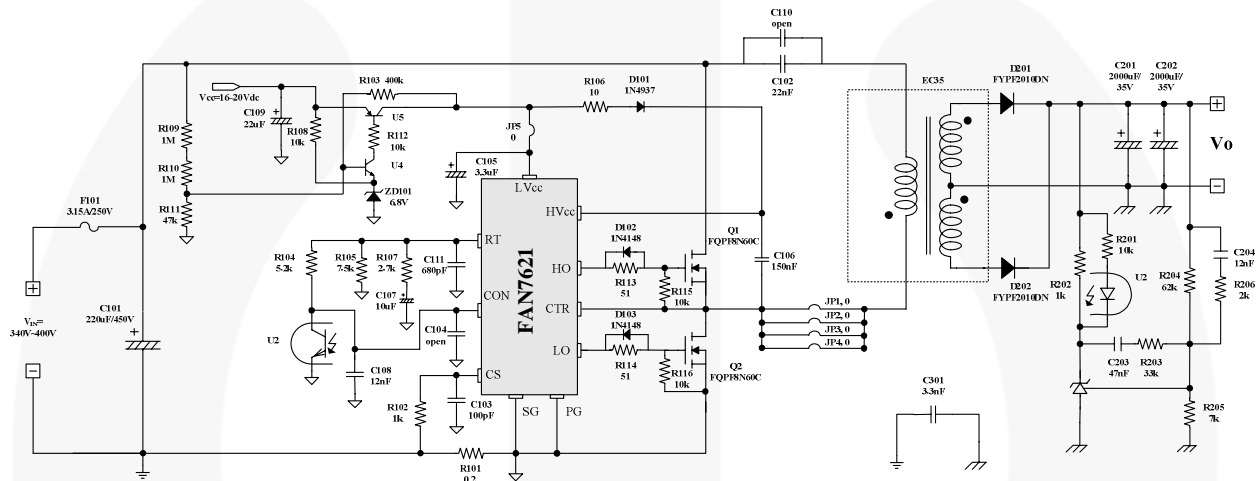 C110
open
C102
22nF
EC35
D201
FYPF2010DN
C201
2000uF/
35V
C202
2000uF/
35V
R103 400k
R106
10
D101
1N4937
Vcc=16-20Vdc
C109
22uF
R108
10k
U5
R112
10k
U4
JP5
0
R109
1M
R110
1M
R111
47k
ZD101
6.8V
C105
3.3uF
LVcc
HVcc
Vo
F101
3.15A/250V
R104
5.2k
R105
7.5k
R107
2.7k
C111
680pF
RT
D102
1N4148
R113
51
HO
Q1
FQPF8N60C
C106
150nF
R115
10k
C107
10uF
CON
FAN7621
CTR
JP1, 0
JP2, 0
JP3, 0
JP4, 0
D202
FYPF2010DN
R202
1k
R201
10k
U2
R204
62k
C204
12nF
R206
2k
C101
220uF/450V
VIN=
340V~400V
U2
C104
open
C108
12nF
D103
1N4148
LO
R114
51
R116
10k
Q2
FQPF8N60C
C203
47nF
R203
33k
CS
R102
1k
C103
100pF
SG
PG
C301
3.3nF
R205
7k
R101
0.2